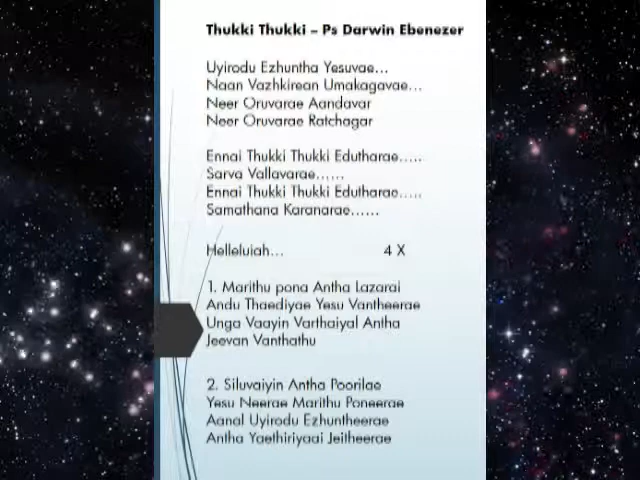 Thukki Thukki – Ps Darwin Ebenezer
Uyirodu Ezhuntha Yesuvae...
Naan Vazhkirean Umakagavae...
Neer Oruvarae Aandavar
Neer Oruvarae Ratchagar
Ennai Thukki Thukki Edutharae.....
Sarva Vallavarae......
Ennai Thukki Thukki Edutharae.....
Samathana Karanarae......
Helleluiah... 4 X
1. Marithu pona Antha Lazarai
Andu Thaediyae Yesu Vantheerae
Unga Vaayin Varthaiyal Antha
Jeevan Vanthathu
2. Siluvaiyin Antha Poorilae
Yesu Neerae Marithu Poneerae
Aanal Uyirodu Ezhuntheerae
Antha Yaethiriyaai Jeitheerae